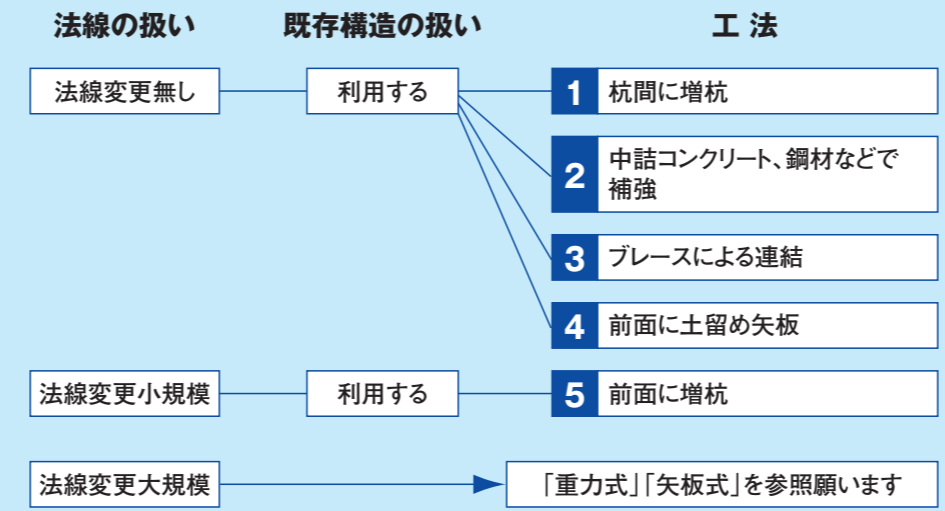 法線の扱い
既存構造の扱い
工 法
法線変更無し
利用する
1 杭間に増杭
2 中詰コンクリート、鋼材などで
補強
3 ブレースによる連結
4 前面に土留め矢板
法線変更小規模
利用する
5 前面に増杭
法線変更大規模
「重力式」「矢板式」を参照願います